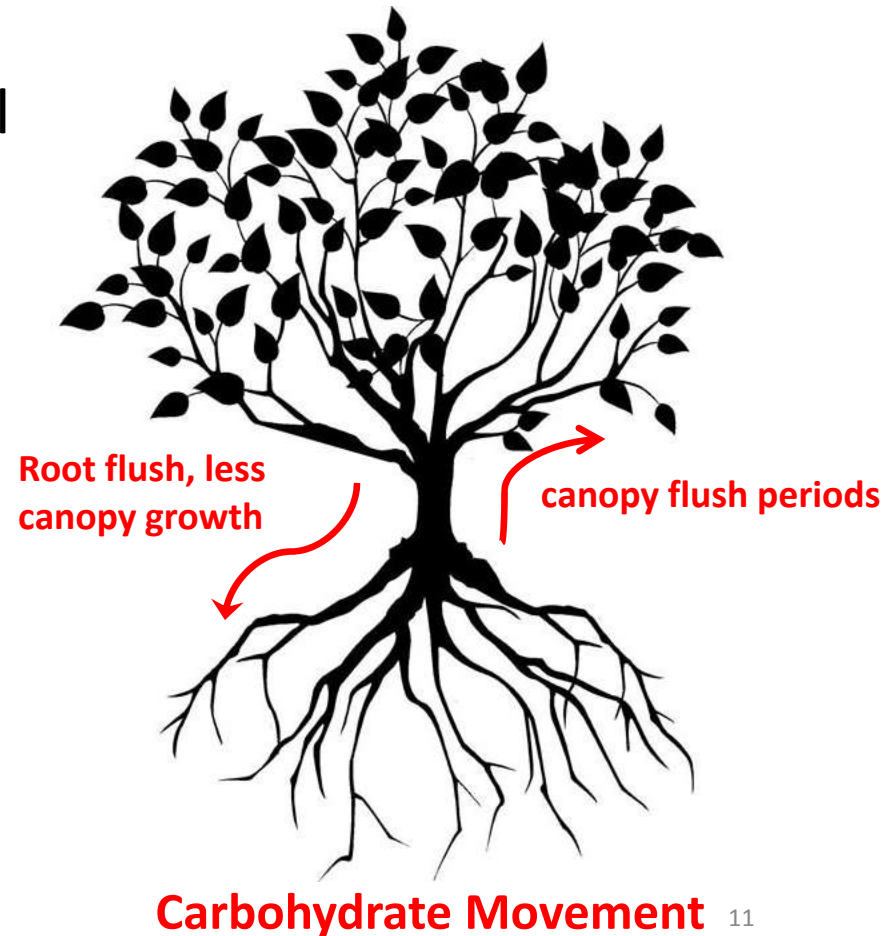 Root flush, less
canopy growth
canopy flush periods
Carbohydrate Movement 11